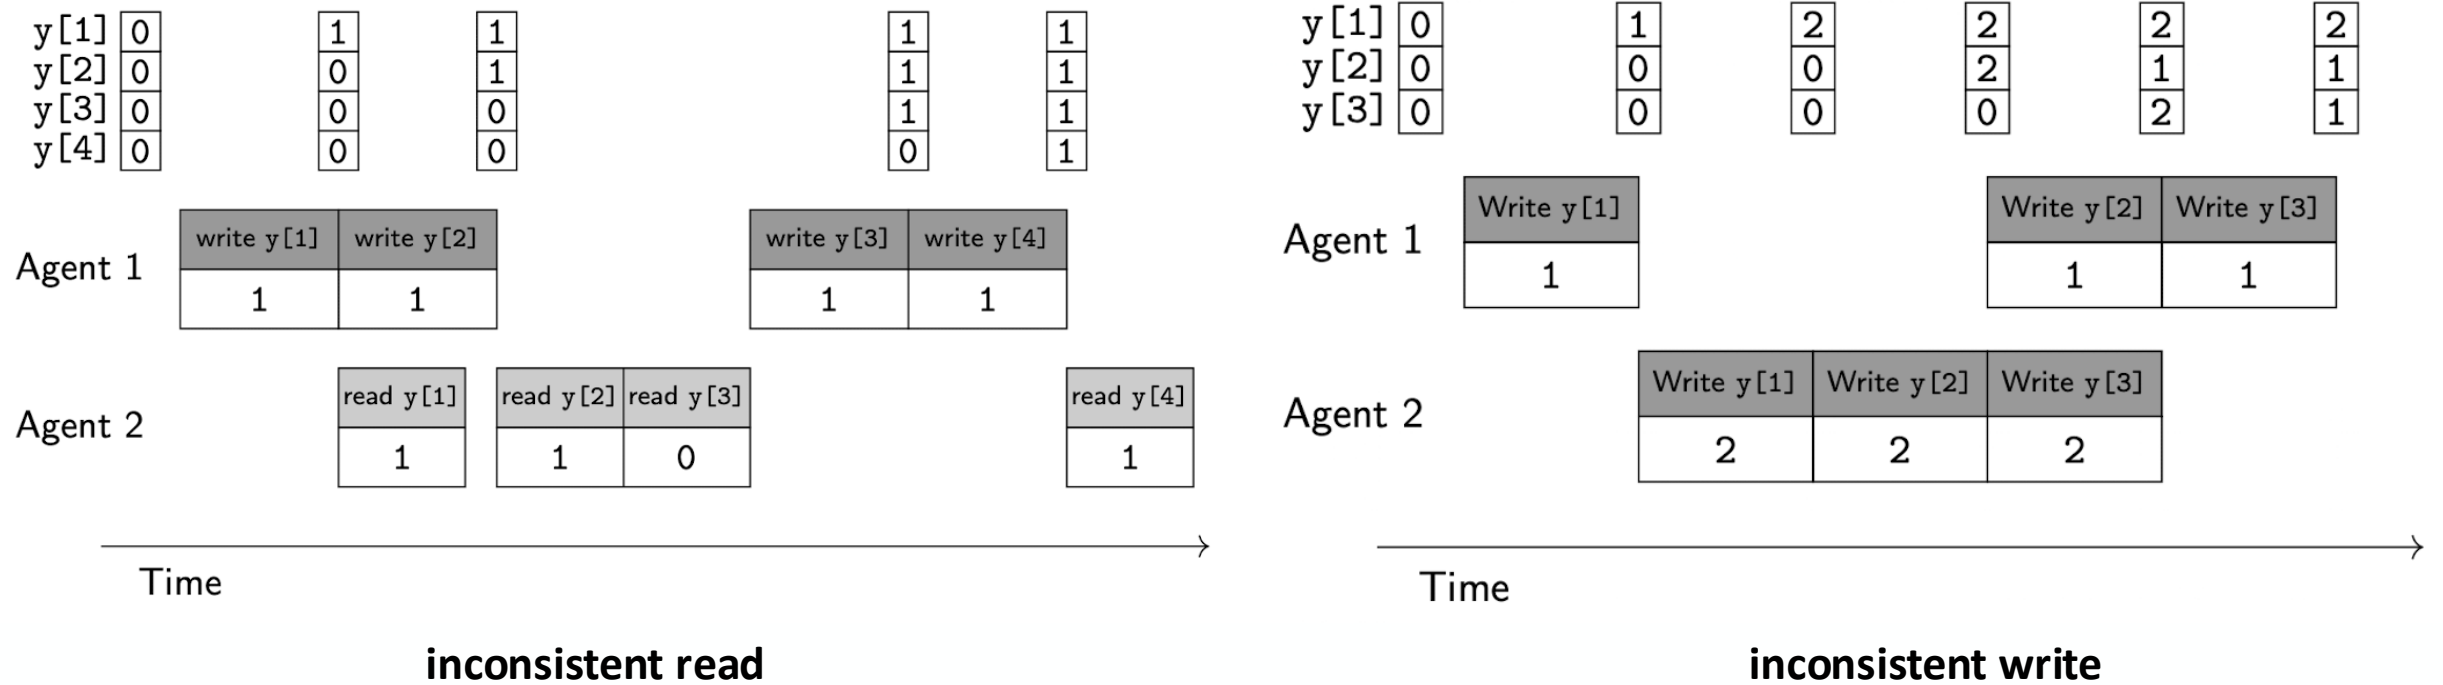 y[1] 0 1 1 1 1
y[2] 0 0 1 1 1
y[3] 0 0 0 1 1
y[4] 0 0 0 0 1
write y[1] write y[2] write y[3] write y[4]
Agent 1
1 1 1 1
read y[1] read y[2] read y[3] read y[4]
Agent 2
1 1 0 1
Time
inconsistent read
y[1] 0 1 2 2 2 2
y[2] 0 0 0 2 1 1
y[3] 0 0 0 0 2 1
Write y[1] Write y[2] Write y[3]
Agent 1
1 1 1
Write y[1] Write y[2] Write y[3]
Agent 2
2 2 2
Time
inconsistent write